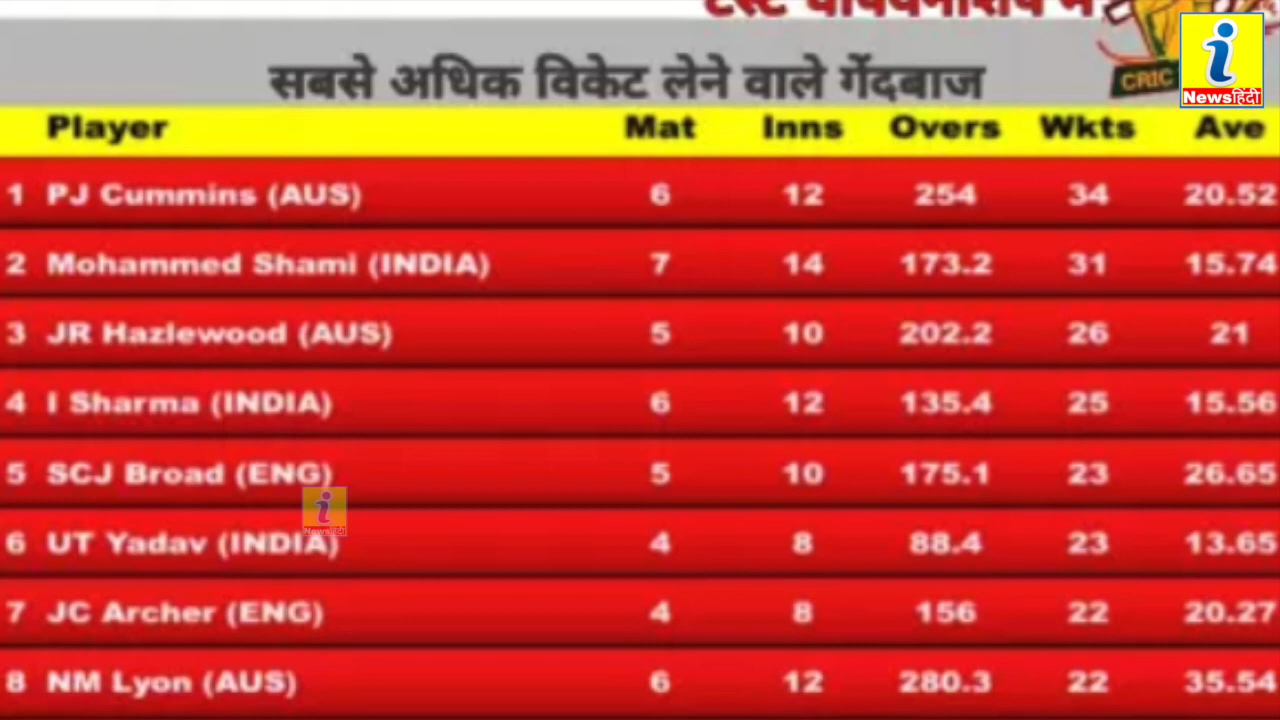 टेस्ट चैंपियनशिप में
सबसे अधिक विकेट लेने वाले गेंदबाज
CRIC
i
Newsहिंदी
Player Mat Inns Overs Wkts Ave
1 PJ Cummins (AUS) 6 12 254 34 20.52
2 Mohammed Shami (INDIA) 7 14 173.2 31 15.74
3 JR Hazlewood (AUS) 5 10 202.2 26 21
4 I Sharma (INDIA) 6 12 135.4 25 15.56
5 SCJ Broad (ENG) 5 10 175.1 23 26.65
i
Newsहिंदी
6 UT Yadav (INDIA) 4 8 88.4 23 13.65
7 JC Archer (ENG) 4 8 156 22 20.27
8 NM Lyon (AUS) 6 12 280.3 22 35.54